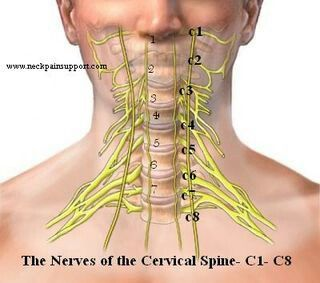 1
c1
www.neckpainsupport.com
2
c2
3
c3
4
c4
5
c5
6
c6
7
c7
c8
The Nerves of the Cervical Spine- C1- C8